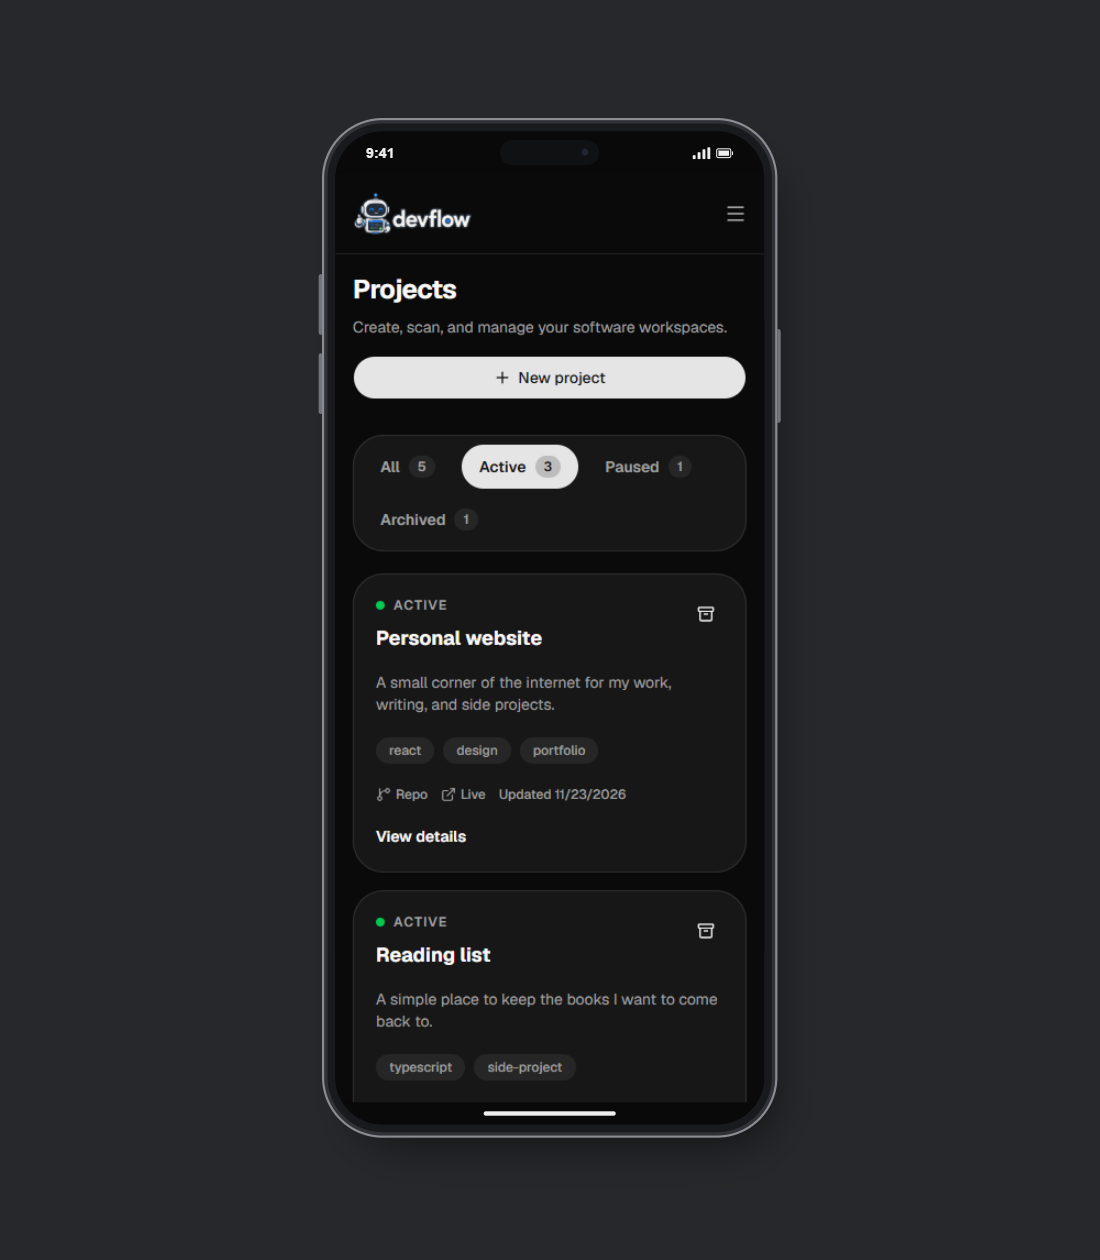 9:41
devflow
Projects
Create, scan, and manage your software workspaces.
New project
All 5 Active 3 Paused 1
Archived 1
ACTIVE
Personal website
A small corner of the internet for my work,
writing, and side projects.
react design portfolio
Repo Live Updated 11/23/2026
View details
ACTIVE
Reading list
A simple place to keep the books I want to come
back to.
typescript side-project